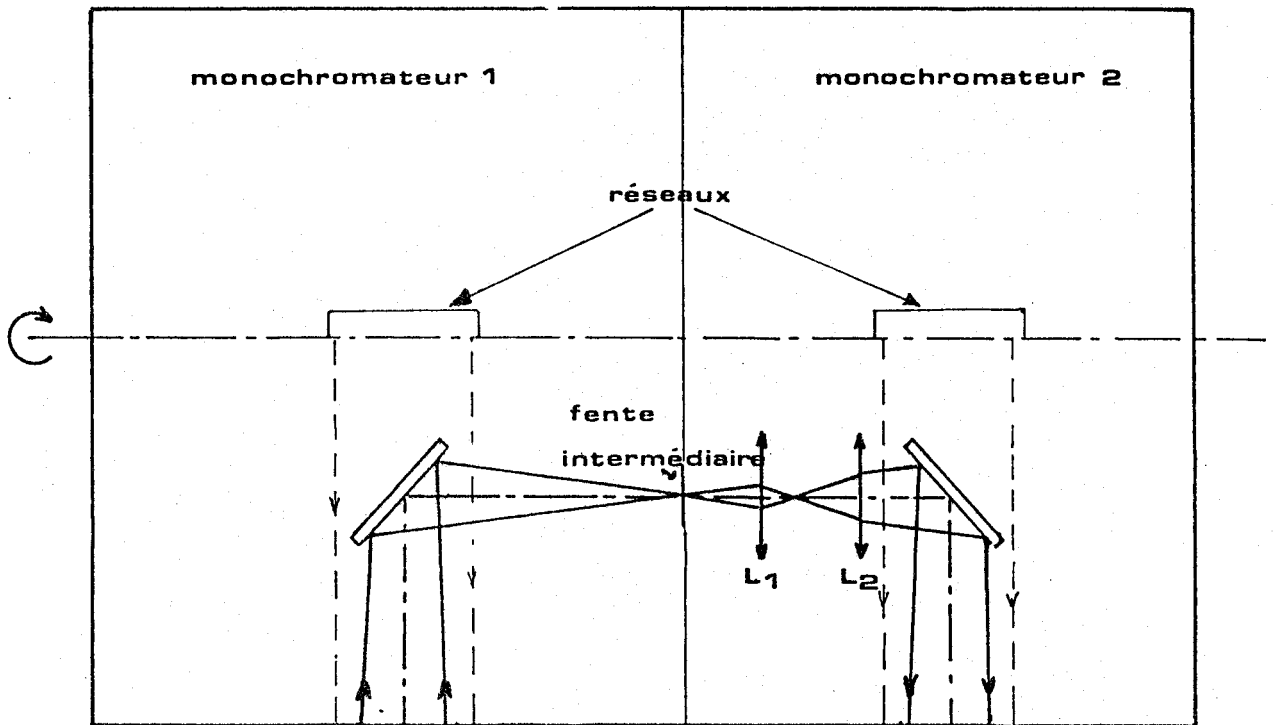 monochromateur 1
monochromateur 2
réseaux
fente
intermédiaire
L1
L2